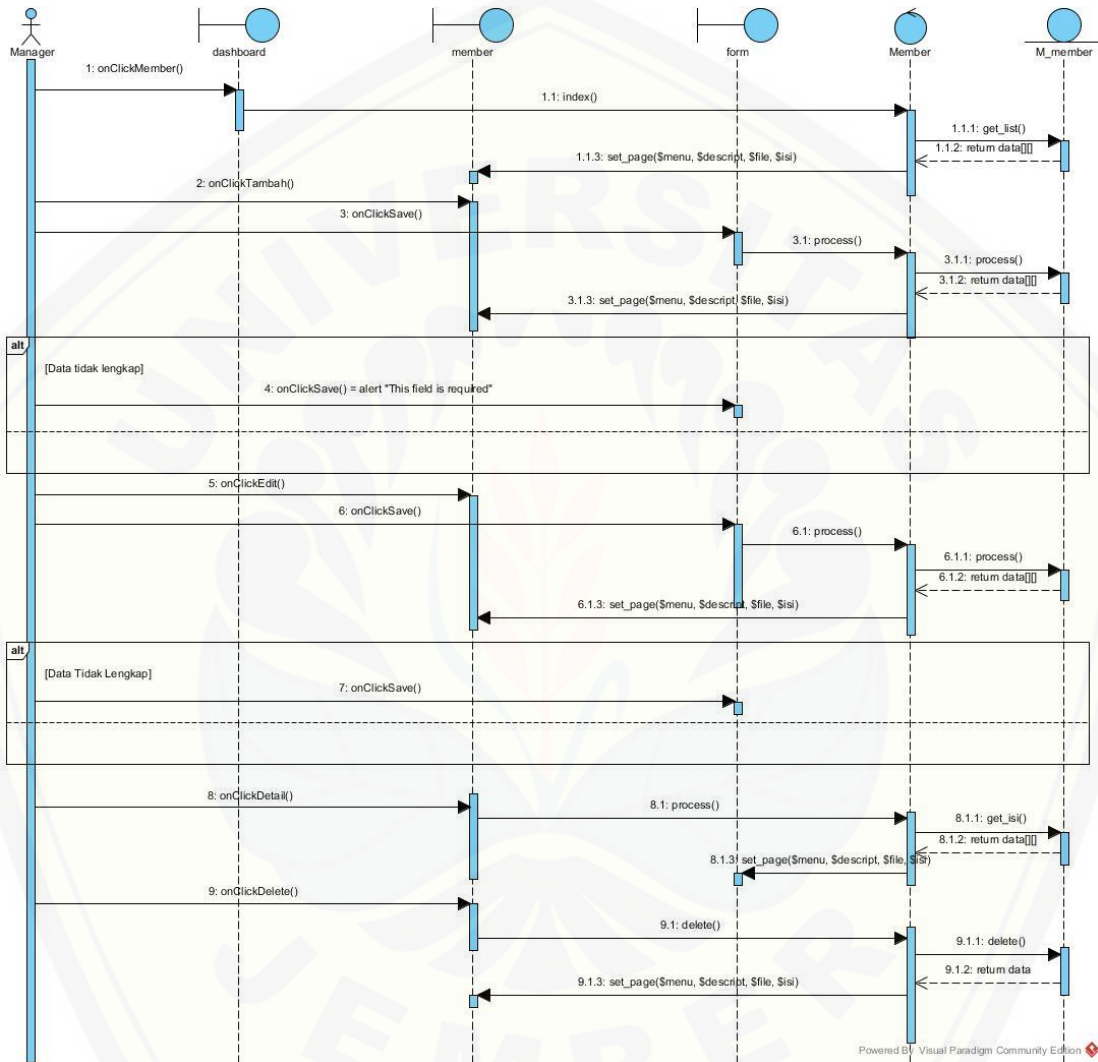 Manager
dashboard
member
form
Member
M_member
1: onClickMember()
1.1: index()
1.1.1: get_list()
1.1.2: return data[][]
1.1.3: set_page($menu, $descript, $file, $isi)
2: onClickTambah()
3: onClickSave()
3.1: process()
3.1.1: process()
3.1.2: return data[][]
3.1.3: set_page($menu, $descript, $file, $isi)
alt
[Data tidak lengkap]
4: onClickSave() = alert "This field is required"
5: onClickEdit()
6: onClickSave()
6.1: process()
6.1.1: process()
6.1.2: return data[][]
6.1.3: set_page($menu, $descript, $file, $isi)
alt
[Data Tidak Lengkap]
7: onClickSave()
8: onClickDetail()
8.1: process()
8.1.1: get_isi()
8.1.2: return data[][]
8.1.3: set_page($menu, $descript, $file, $isi)
9: onClickDelete()
9.1: delete()
9.1.1: delete()
9.1.2: return data
9.1.3: set_page($menu, $descript, $file, $isi)
UNIVERSITAS
JEMBER
Powered By Visual Paradigm Community Edition